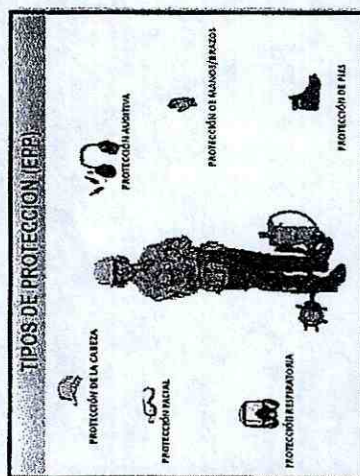 TIPOS DE PROTECCION (EPP)
PROTECCIÓN DE LA CABEZA
PROTECCIÓN AUDITIVA
PROTECCIÓN FACIAL
PROTECCIÓN DE MANOS/BRAZOS
PROTECCIÓN RESPIRATORIA
PROTECCIÓN DE PIES